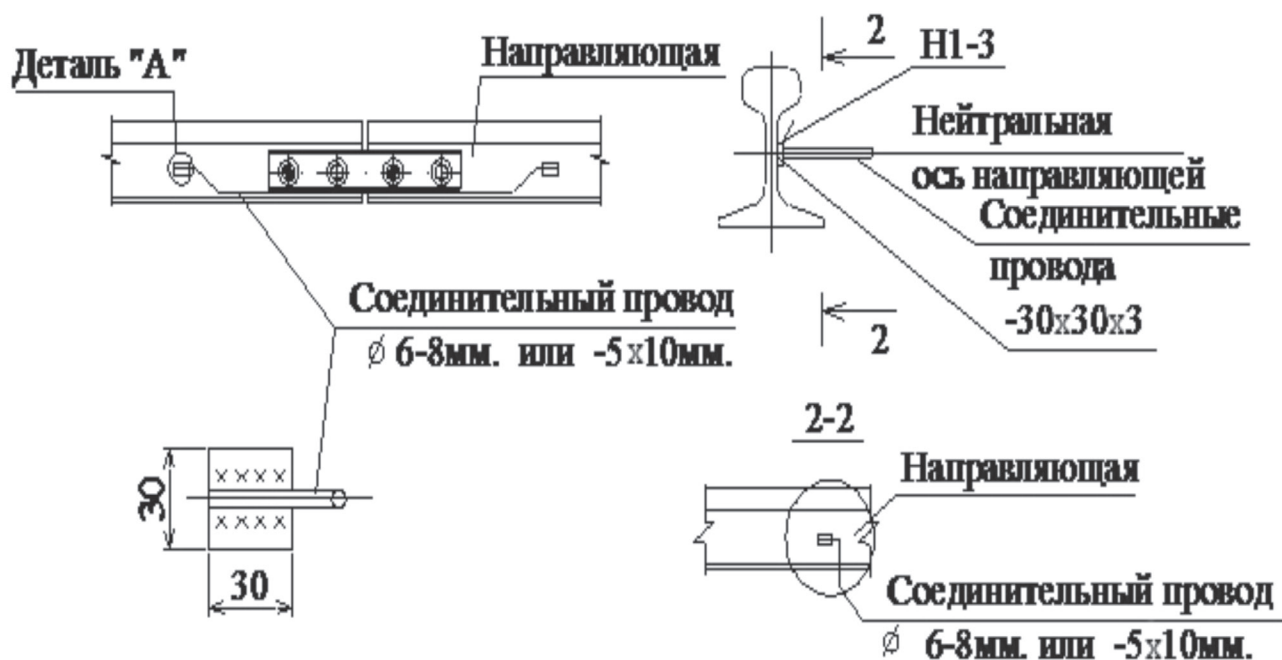 Деталь "А"
Направляющая
2
Н1-3
Нейтральная
ось направляющей
Соединительные
провода
-30х30х3
2
Соединительный провод
⌀ 6-8мм. или -5х10мм.
2-2
Направляющая
30
30
Соединительный провод
⌀ 6-8мм. или -5х10мм.